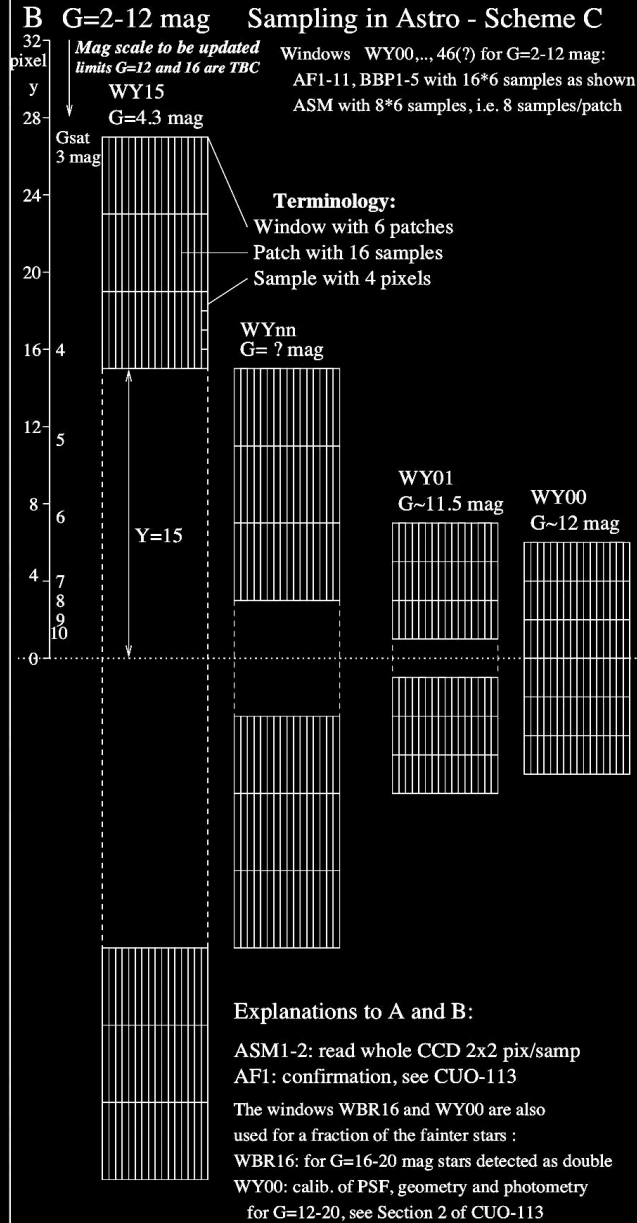 B G=2-12 mag Sampling in Astro - Scheme C
32
pixel
y
Mag scale to be updated
limits G=12 and 16 are TBC
Windows WY00,.., 46(?) for G=2-12 mag:
AF1-11, BBP1-5 with 16*6 samples as shown
ASM with 8*6 samples, i.e. 8 samples/patch
WY15
G=4.3 mag
28
Gsat
3 mag
24
Terminology:
Window with 6 patches
Patch with 16 samples
20
Sample with 4 pixels
WYnn
G= ? mag
16
4
12
5
WY01
G~11.5 mag
WY00
G~12 mag
8
6
Y=15
4
7
8
9
10
0
Explanations to A and B:
ASM1-2: read whole CCD 2x2 pix/samp
AF1: confirmation, see CUO-113
The windows WBR16 and WY00 are also
used for a fraction of the fainter stars :
WBR16: for G=16-20 mag stars detected as double
WY00: calib. of PSF, geometry and photometry
for G=12-20, see Section 2 of CUO-113